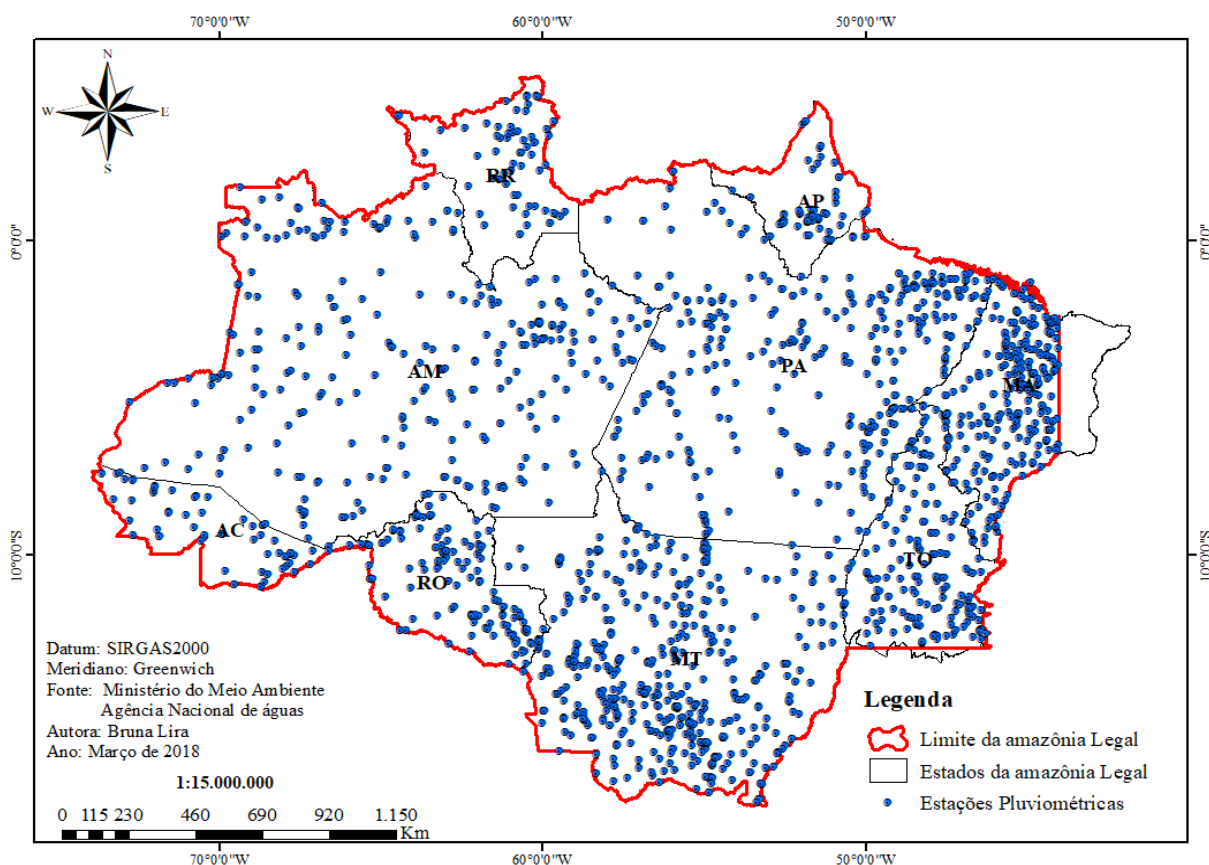 70°0'0"W 60°0'0"W 50°0'0"W
N
W E
S
RR
AP
0°0'0" 0°0'0"
AM
PA
MA
AC
RO
TO
10°0'0"S 10°0'0"S
MT
Datum: SIRGAS2000
Meridiano: Greenwich
Fonte: Ministério do Meio Ambiente
Agência Nacional de águas
Autora: Bruna Lira
Ano: Março de 2018
1:15.000.000
0 115 230 460 690 920 1.150
Km
Legenda
Limite da amazônia Legal
Estados da amazônia Legal
Estações Pluviométricas
70°0'0"W 60°0'0"W 50°0'0"W